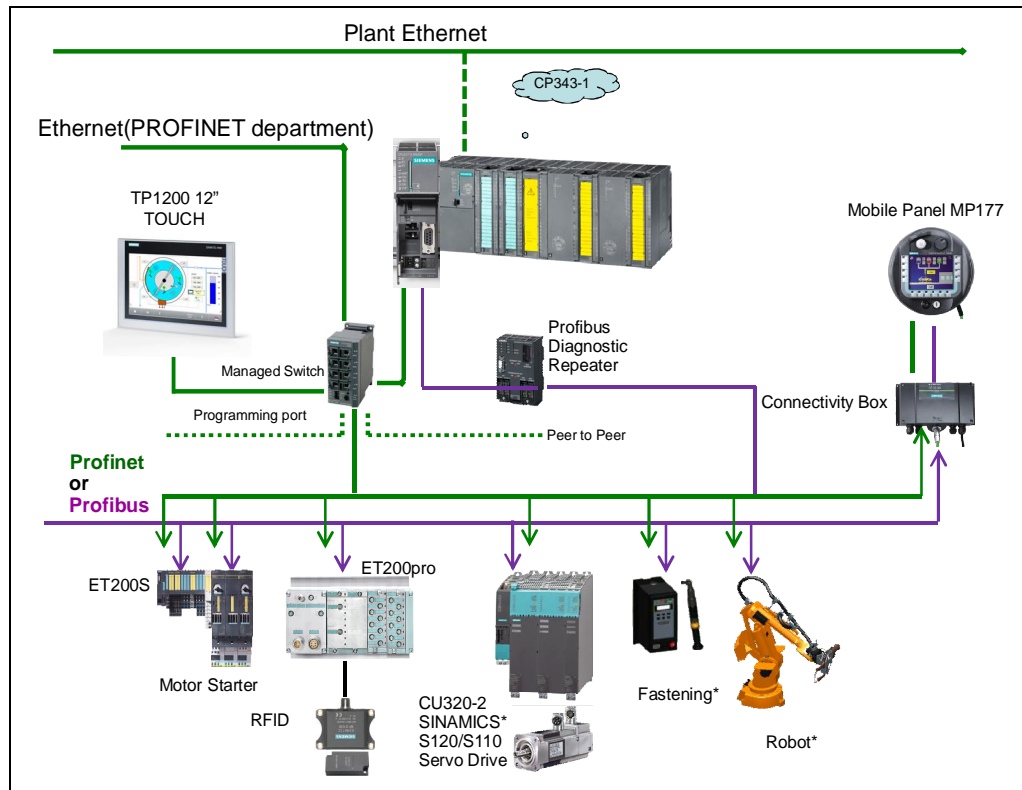 Plant Ethernet
CP343-1
Ethernet(PROFINET department)
SIEMENS
TP1200 12”
TOUCH
Mobile Panel MP177
Profibus
Diagnostic
Repeater
Managed Switch
Connectivity Box
Programming port
Peer to Peer
Profinet
or
Profibus
ET200S
ET200pro
Motor Starter
RFID
CU320-2
SINAMICS*
S120/S110
Servo Drive
Fastening*
Robot*